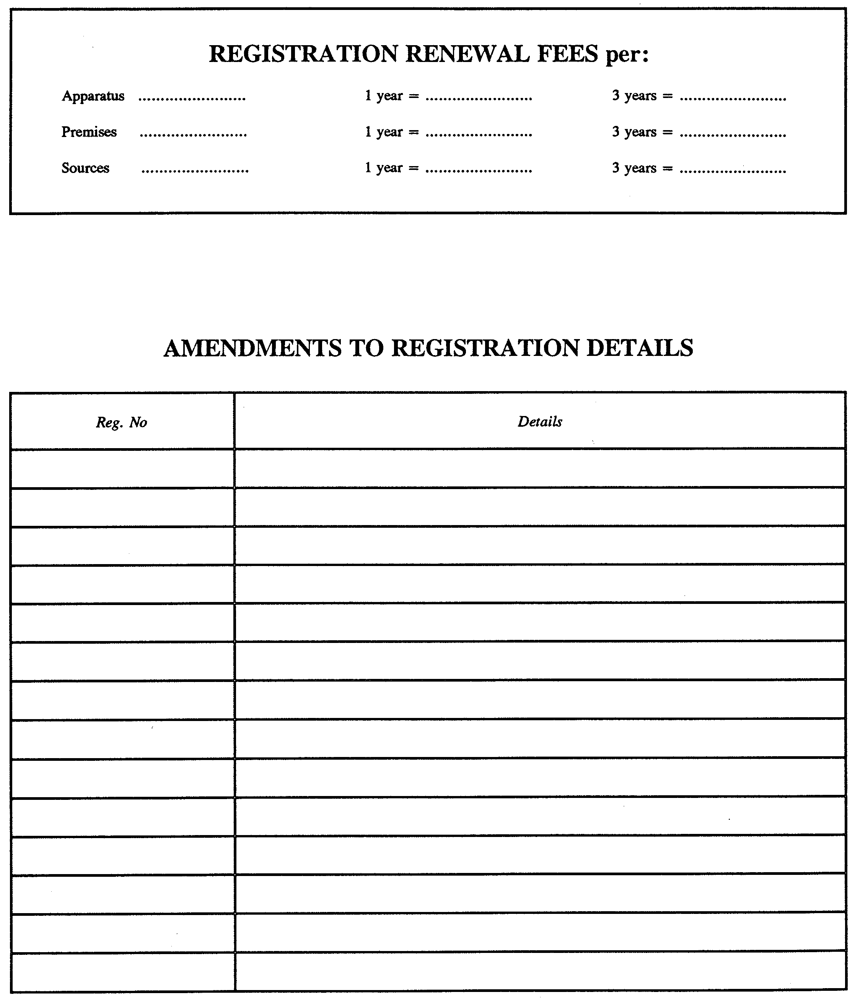 REGISTRATION RENEWAL FEES per:
Apparatus ........................ 1 year = ........................ 3 years = ........................
Premises ........................ 1 year = ........................ 3 years = ........................
Sources ........................ 1 year = ........................ 3 years = ........................
AMENDMENTS TO REGISTRATION DETAILS
Reg. No Details